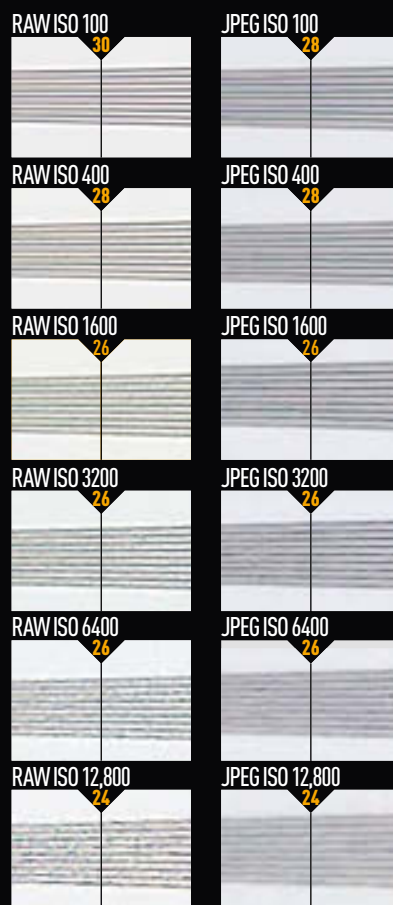 RAW ISO 100
30
JPEG ISO 100
28
RAW ISO 400
28
JPEG ISO 400
28
RAW ISO 1600
26
JPEG ISO 1600
26
RAW ISO 3200
26
JPEG ISO 3200
26
RAW ISO 6400
26
JPEG ISO 6400
26
RAW ISO 12,800
24
JPEG ISO 12,800
24